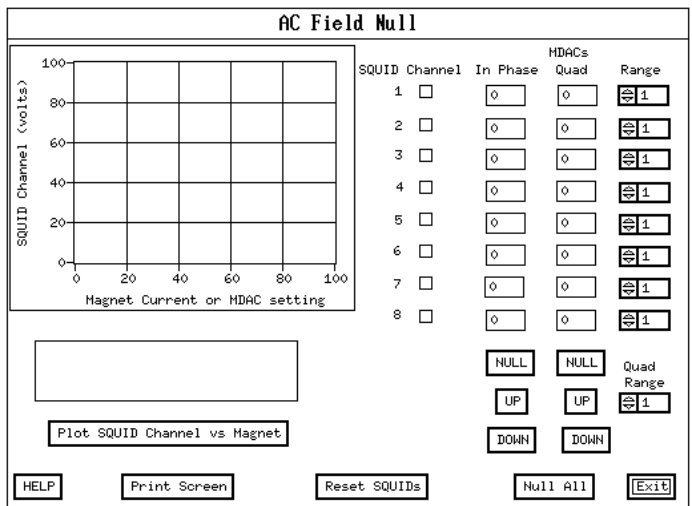 AC Field Null
MDACs
SQUID Channel In Phase Quad Range
SQUID Channel (volts)
100
80
60
40
20
0
0 20 40 60 80 100
Magnet Current or MDAC setting
1 0 0 1
2 0 0 1
3 0 0 1
4 0 0 1
5 0 0 1
6 0 0 1
7 0 0 1
8 0 0 1
NULL NULL Quad Range
UP UP 1
DOWN DOWN
Plot SQUID Channel vs Magnet
HELP Print Screen Reset SQUIDs Null All Exit